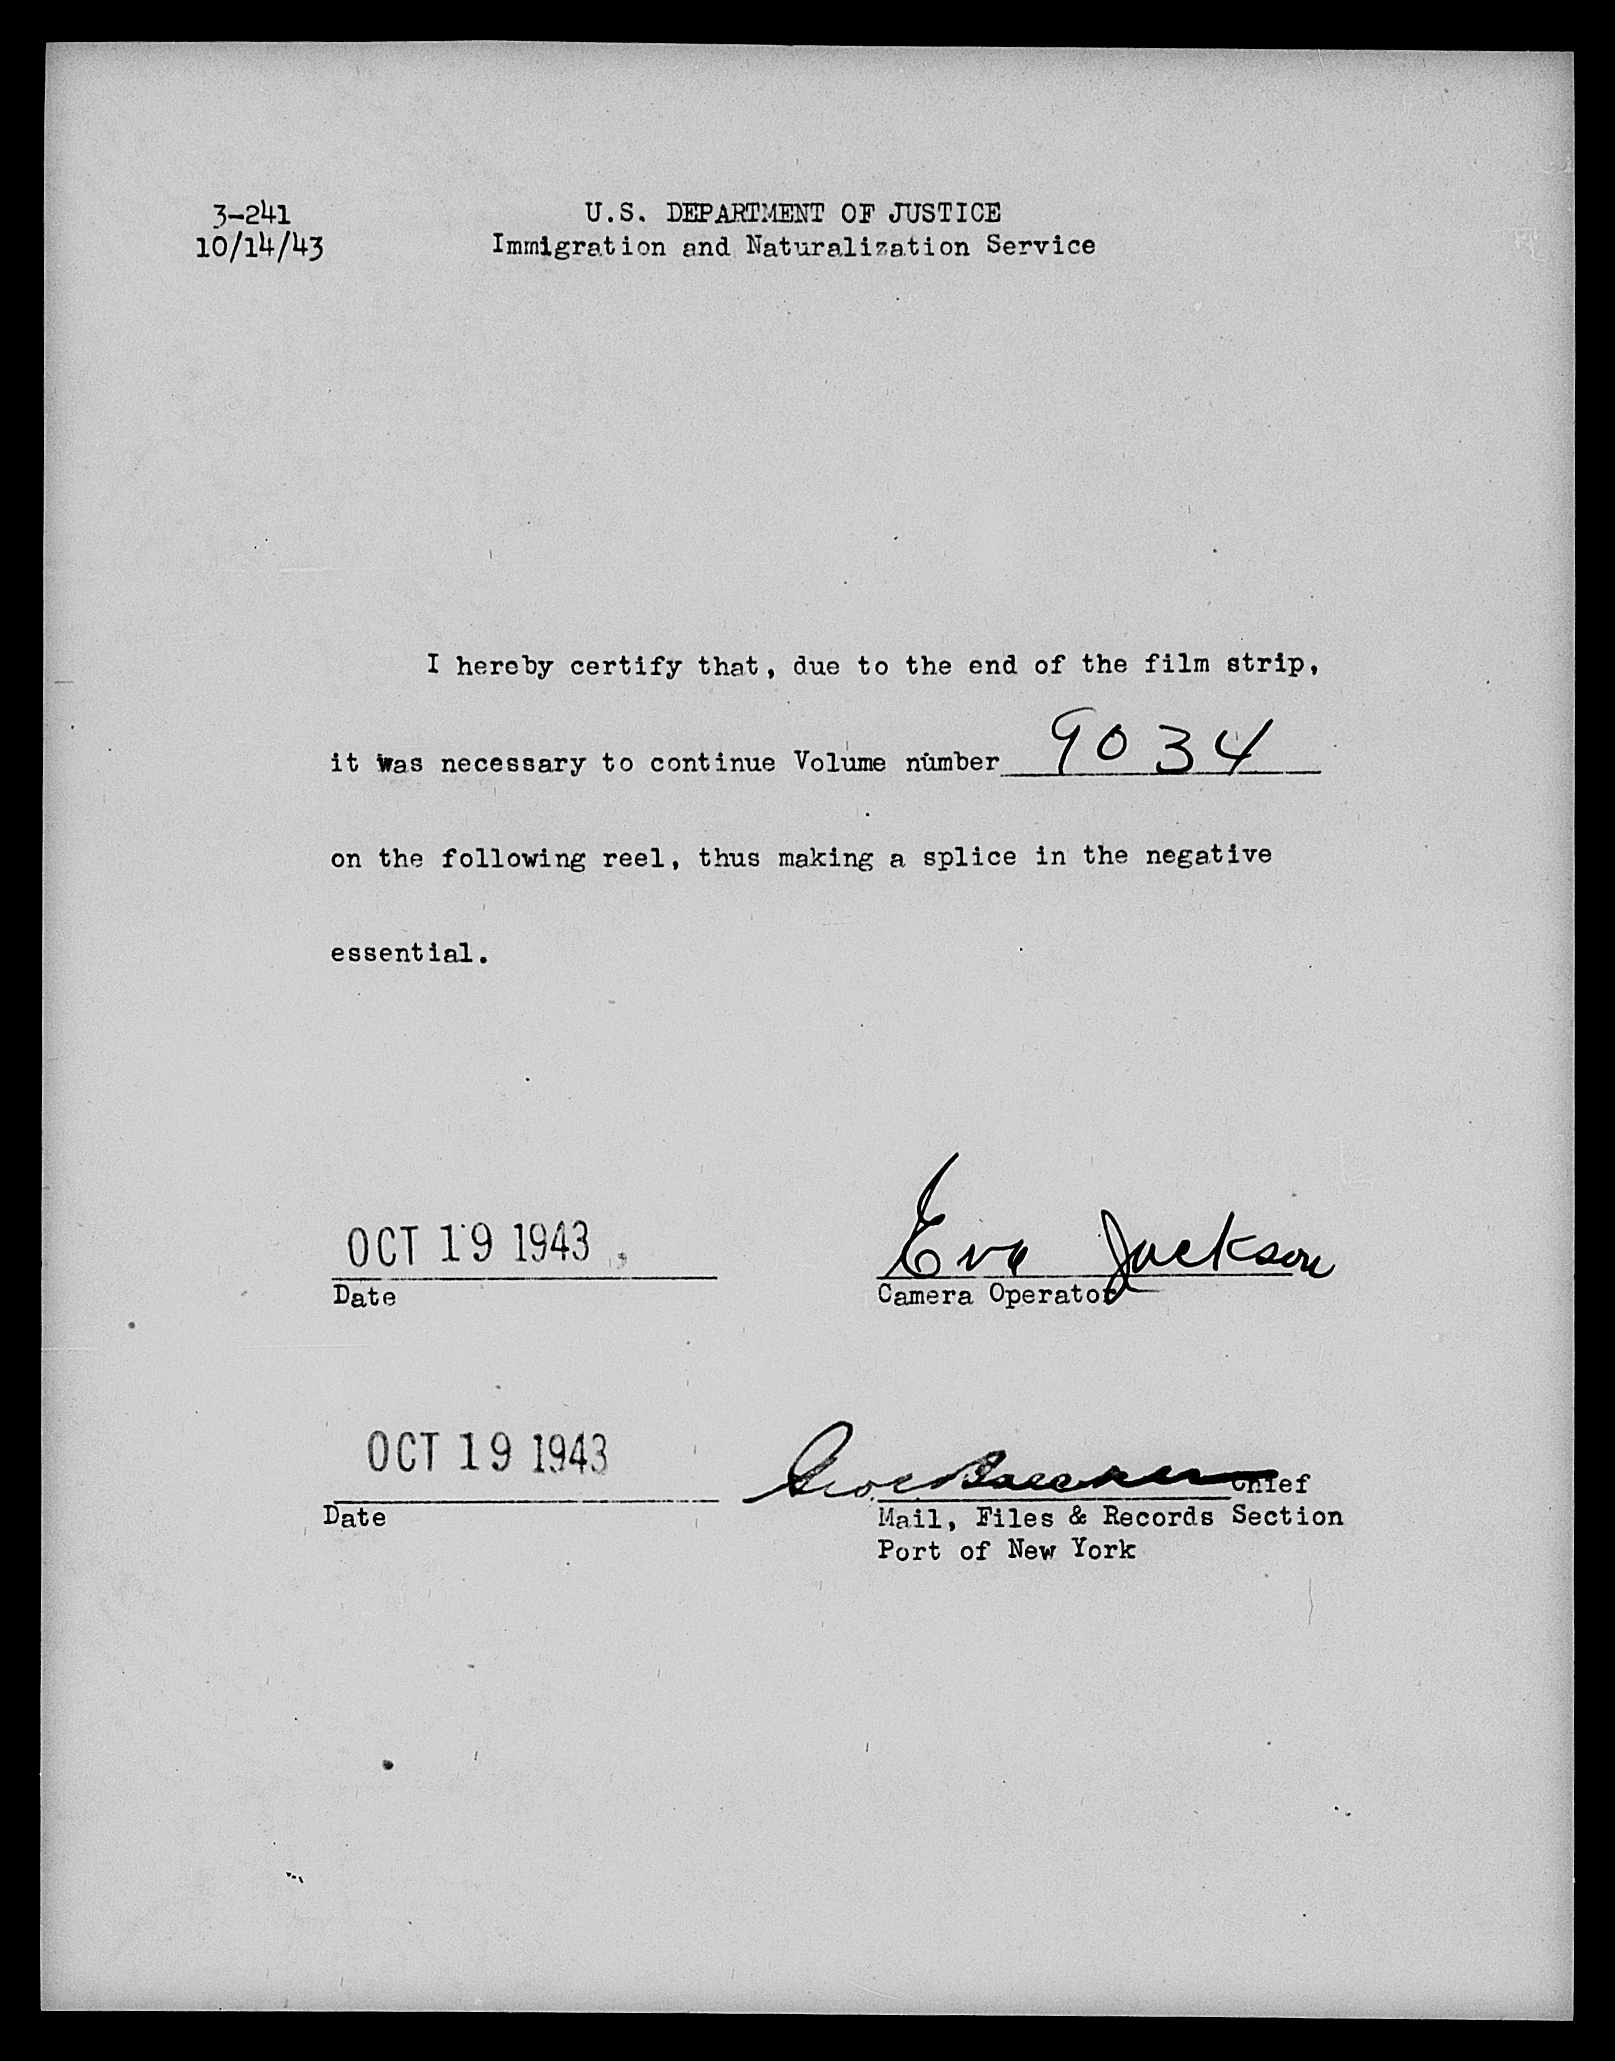 3-241
10/14/43
U.S. DEPARTMENT OF JUSTICE
Immigration and Naturalization Service
I hereby certify that, due to the end of the film strip,
it was necessary to continue Volume number 9034
on the following reel, thus making a splice in the negative
essential.
OCT 19 1943
Date
Eva Jackson
Camera Operator
OCT 19 1943
Date
Chief
Mail, Files & Records Section
Port of New York